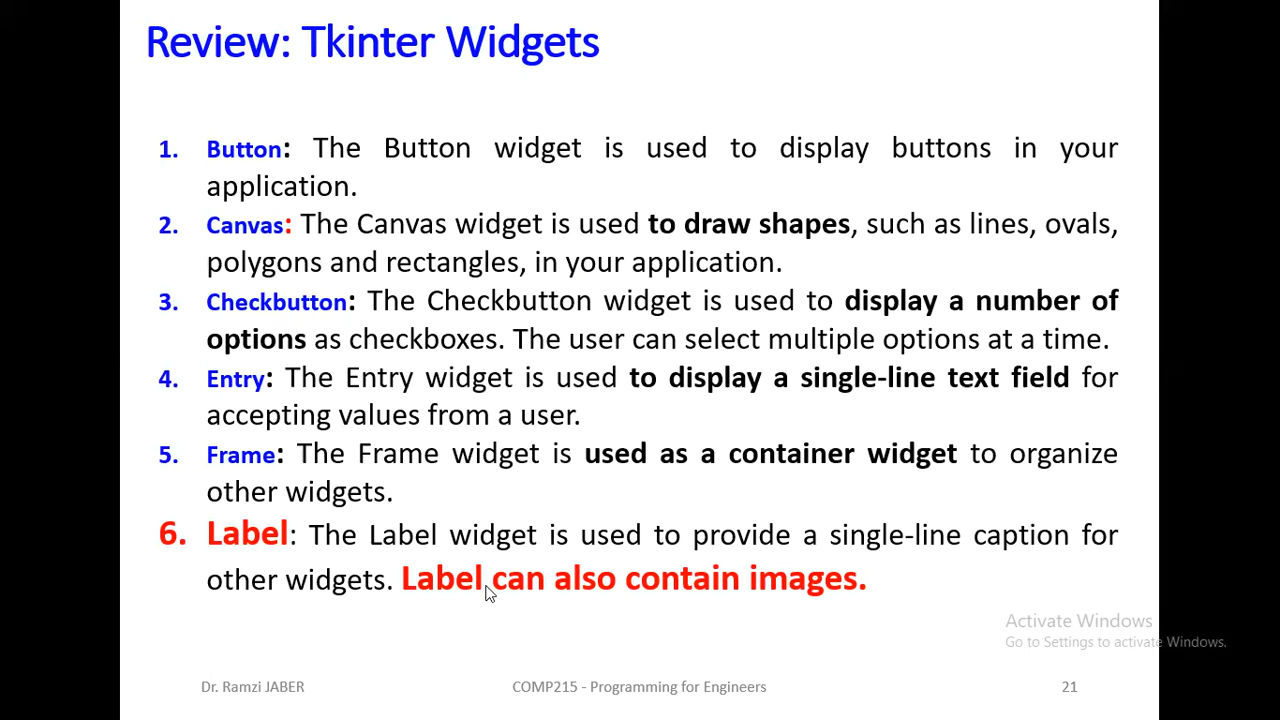 Review: Tkinter Widgets
1. Button: The Button widget is used to display buttons in your
application.
2. Canvas: The Canvas widget is used to draw shapes, such as lines, ovals,
polygons and rectangles, in your application.
3. Checkbutton: The Checkbutton widget is used to display a number of
options as checkboxes. The user can select multiple options at a time.
4. Entry: The Entry widget is used to display a single-line text field for
accepting values from a user.
5. Frame: The Frame widget is used as a container widget to organize
other widgets.
6. Label: The Label widget is used to provide a single-line caption for
other widgets. Label can also contain images.
Activate Windows
Go to Settings to activate Windows.
Dr. Ramzi JABER COMP215 - Programming for Engineers 21